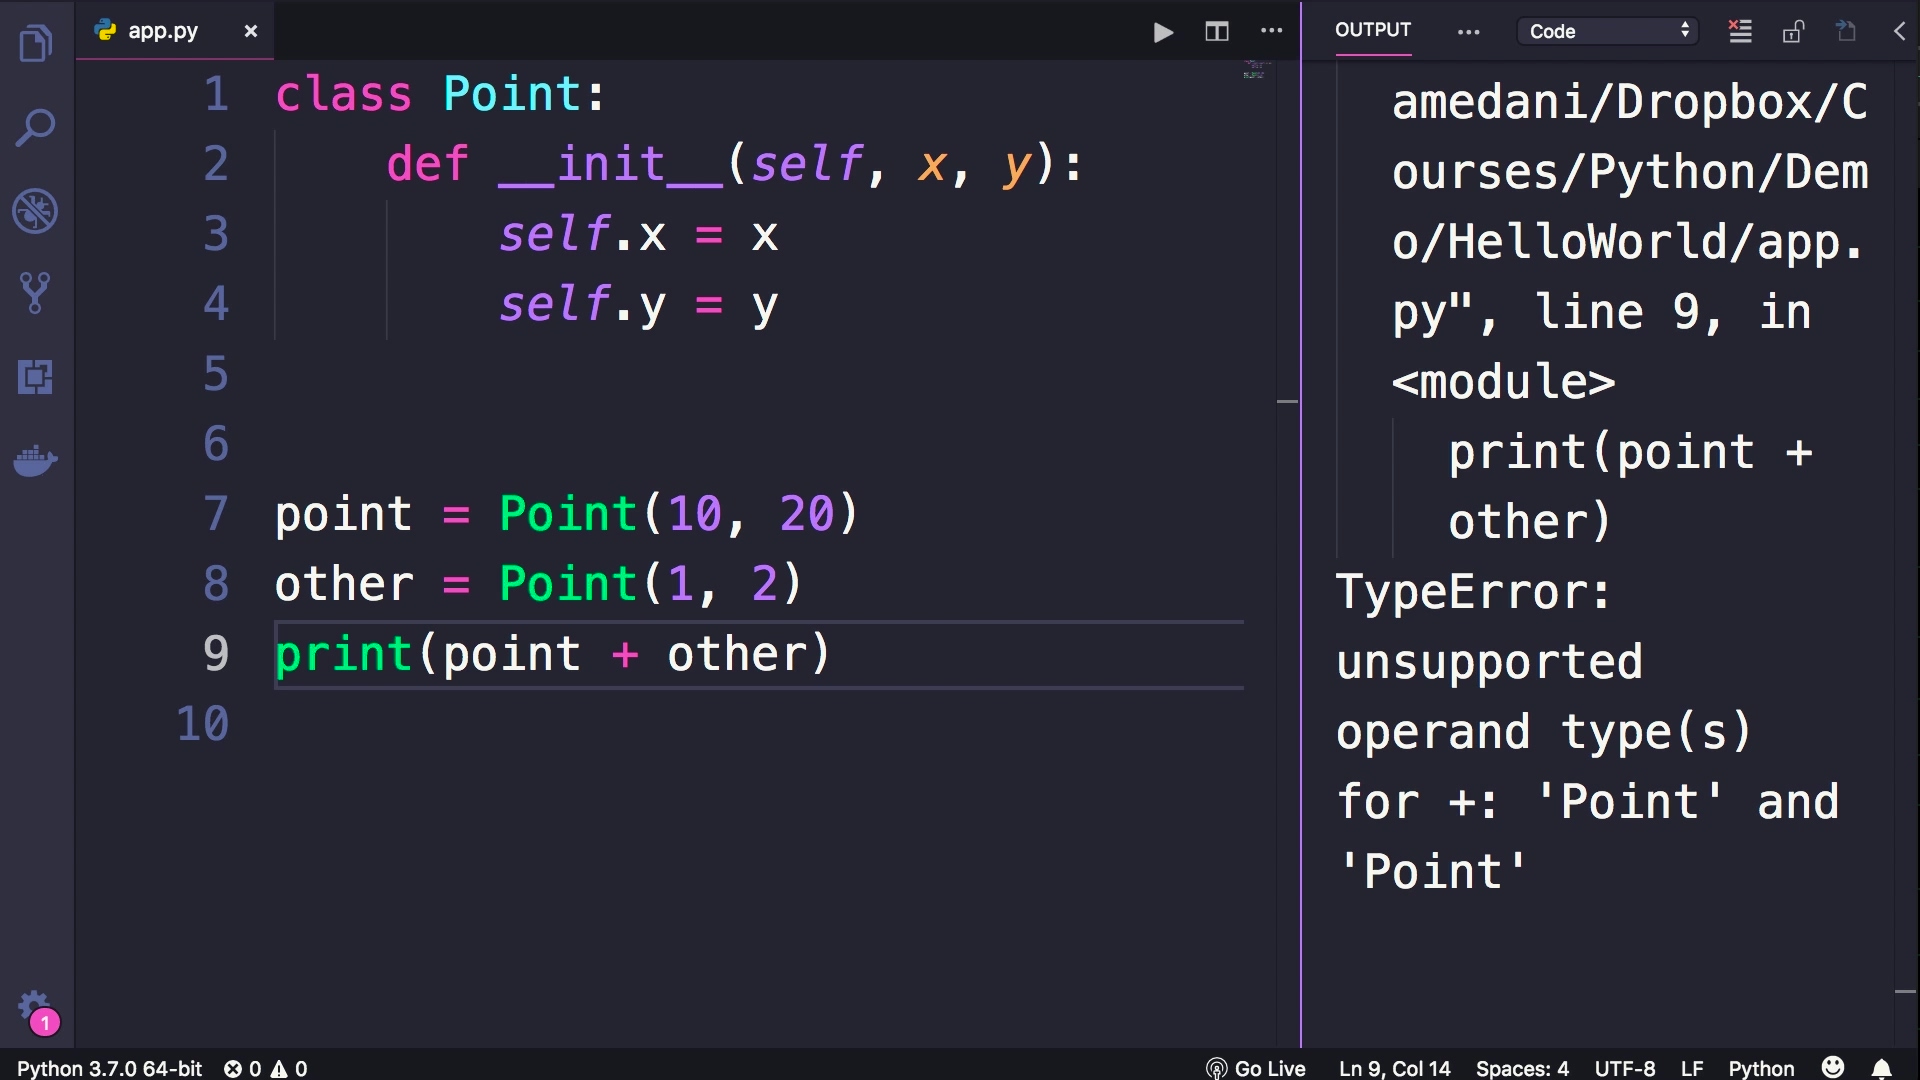 app.py ×
OUTPUT
Code
1 class Point:
2 def __init__(self, x, y):
3 self.x = x
4 self.y = y
5
6
7 point = Point(10, 20)
8 other = Point(1, 2)
9 print(point + other)
10
amedani/Dropbox/C
ourses/Python/Dem
o/HelloWorld/app.
py", line 9, in
<module>
print(point +
other)
TypeError:
unsupported
operand type(s)
for +: 'Point' and
'Point'
1
Python 3.7.0 64-bit 0 0 Go Live Ln 9, Col 14 Spaces: 4 UTF-8 LF Python